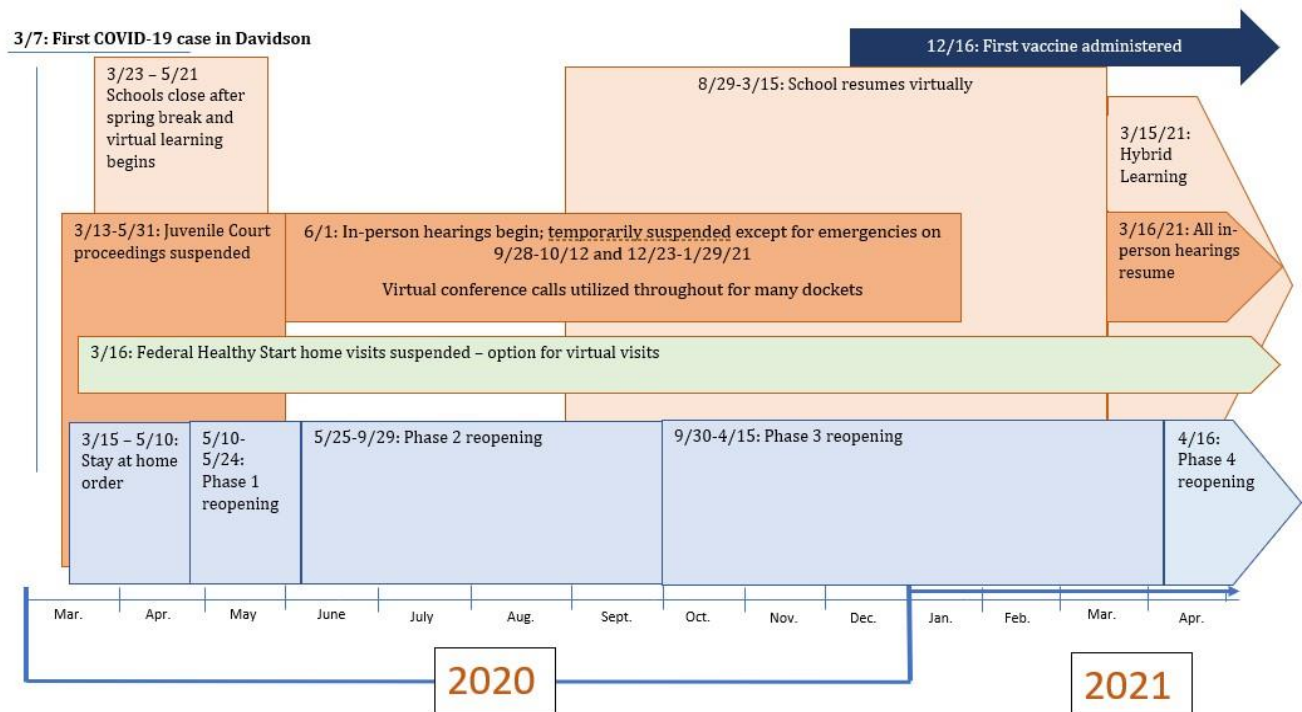 3/7: First COVID-19 case in Davidson
12/16: First vaccine administered
3/23 – 5/21
Schools close after
spring break and
virtual learning
begins
8/29-3/15: School resumes virtually
3/15/21:
Hybrid
Learning
3/13-5/31: Juvenile Court
proceedings suspended
6/1: In-person hearings begin; temporarily suspended except for emergencies on
9/28-10/12 and 12/23-1/29/21
Virtual conference calls utilized throughout for many dockets
3/16/21: All in-
person hearings
resume
3/16: Federal Healthy Start home visits suspended – option for virtual visits
3/15 – 5/10:
Stay at home
order
5/10-
5/24:
Phase 1
reopening
5/25-9/29: Phase 2 reopening
9/30-4/15: Phase 3 reopening
4/16:
Phase 4
reopening
Mar. Apr. May June July Aug. Sept. Oct. Nov. Dec. Jan. Feb. Mar. Apr.
2020
2021